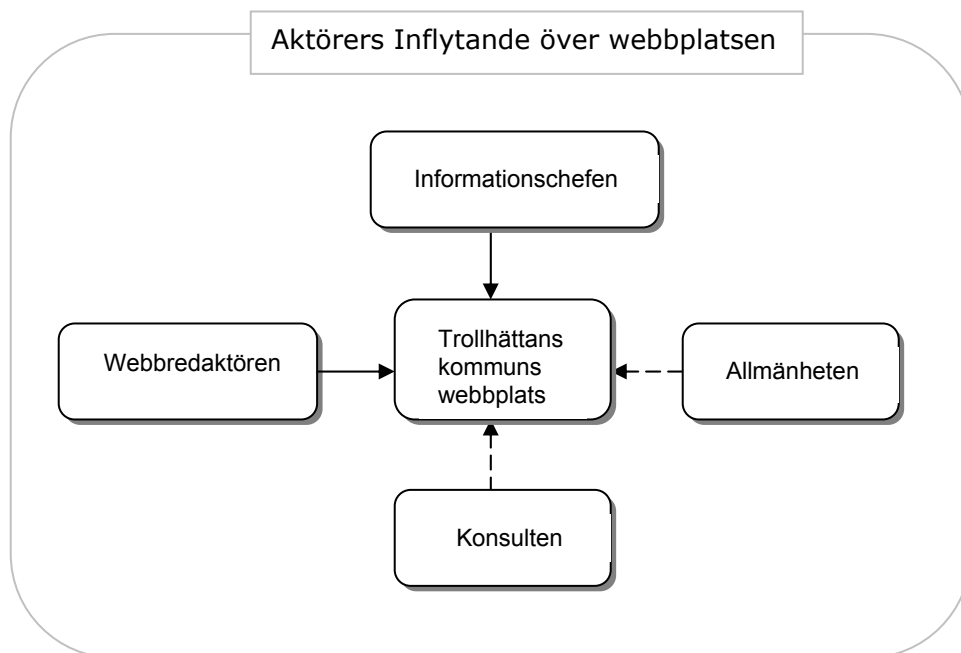 Aktörers Inflytande över webbplatsen
Informationschefen
Webbredaktören
Trollhättans
kommuns
webbplats
Allmänheten
Konsulten